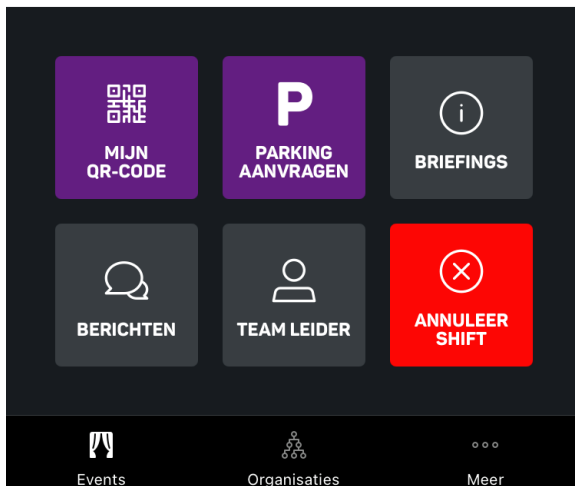 MIJN
QR-CODE
P
PARKING
AANVRAGEN
BRIEFINGS
BERICHTEN
TEAM LEIDER
ANNULEER
SHIFT
Events
Organisaties
Meer